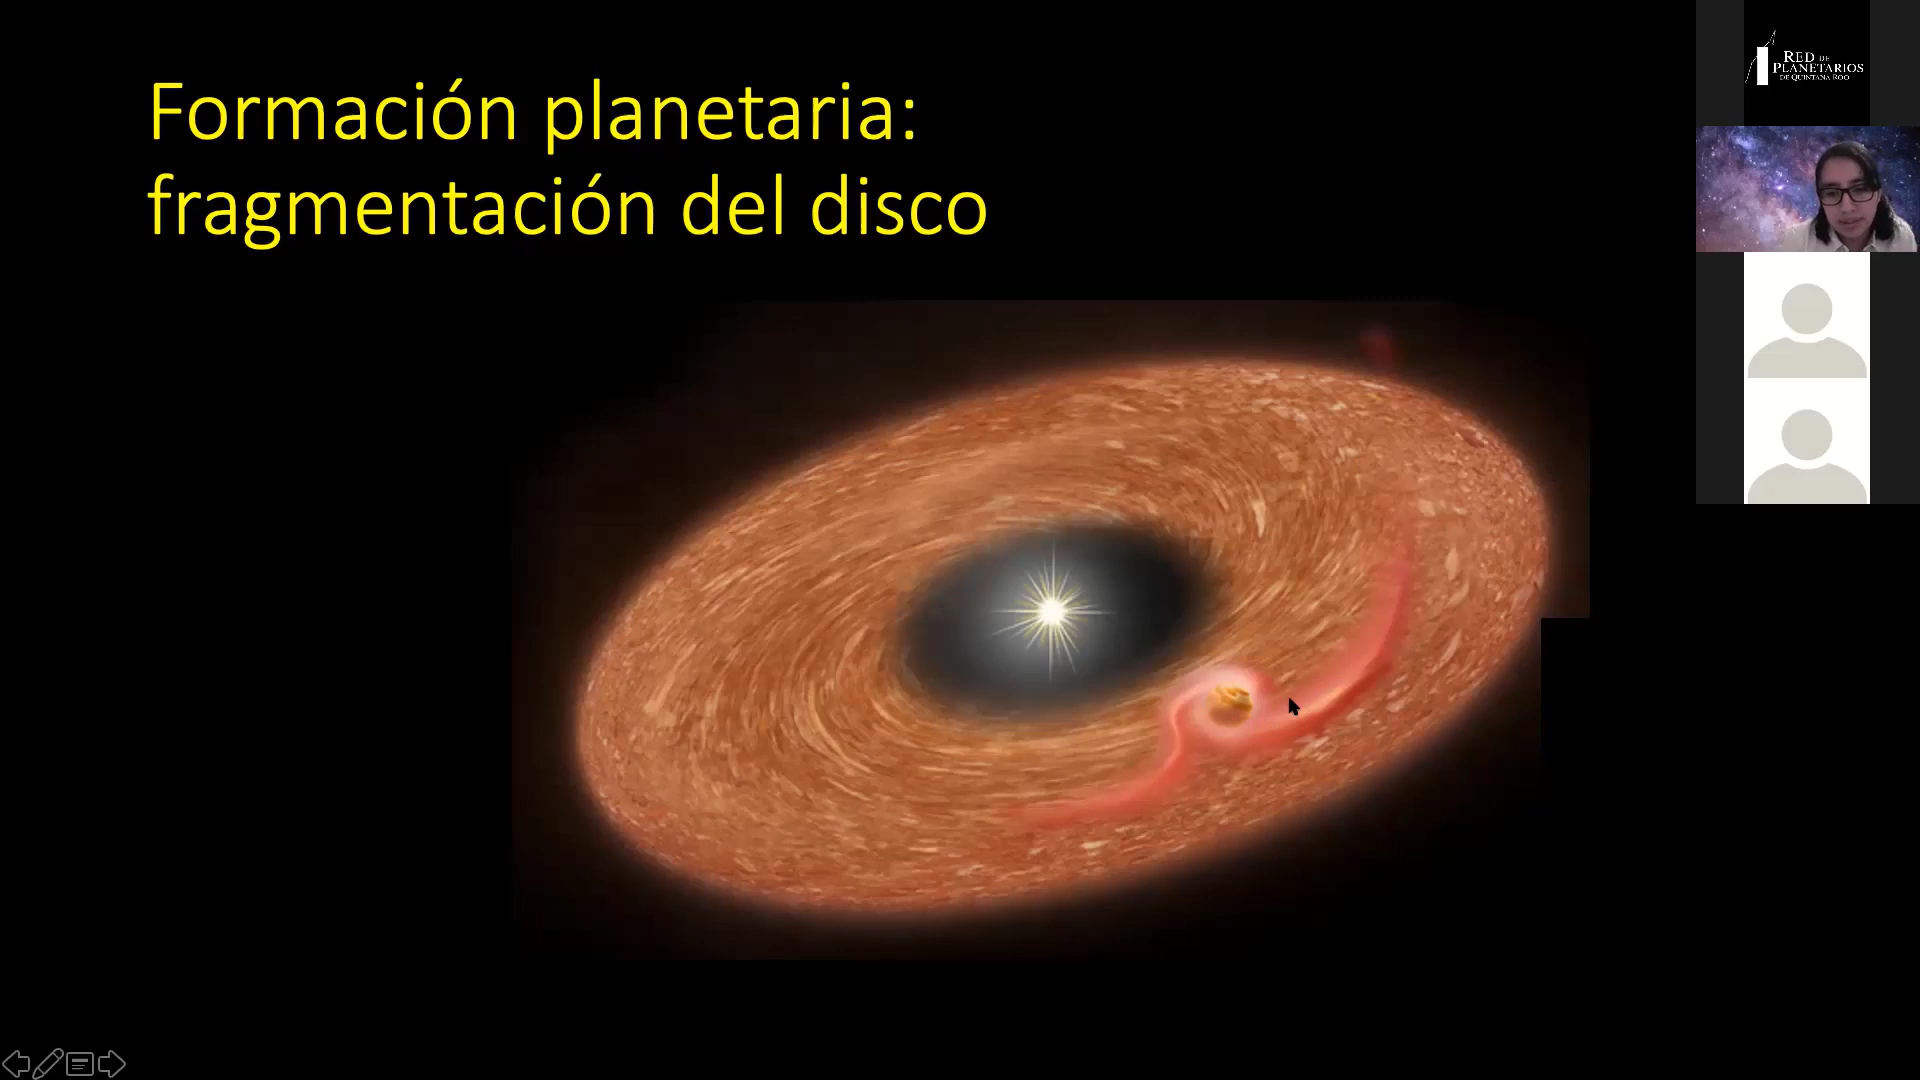 Formación planetaria:
fragmentación del disco
RED DE
PLANETARIOS
DE QUINTANA ROO